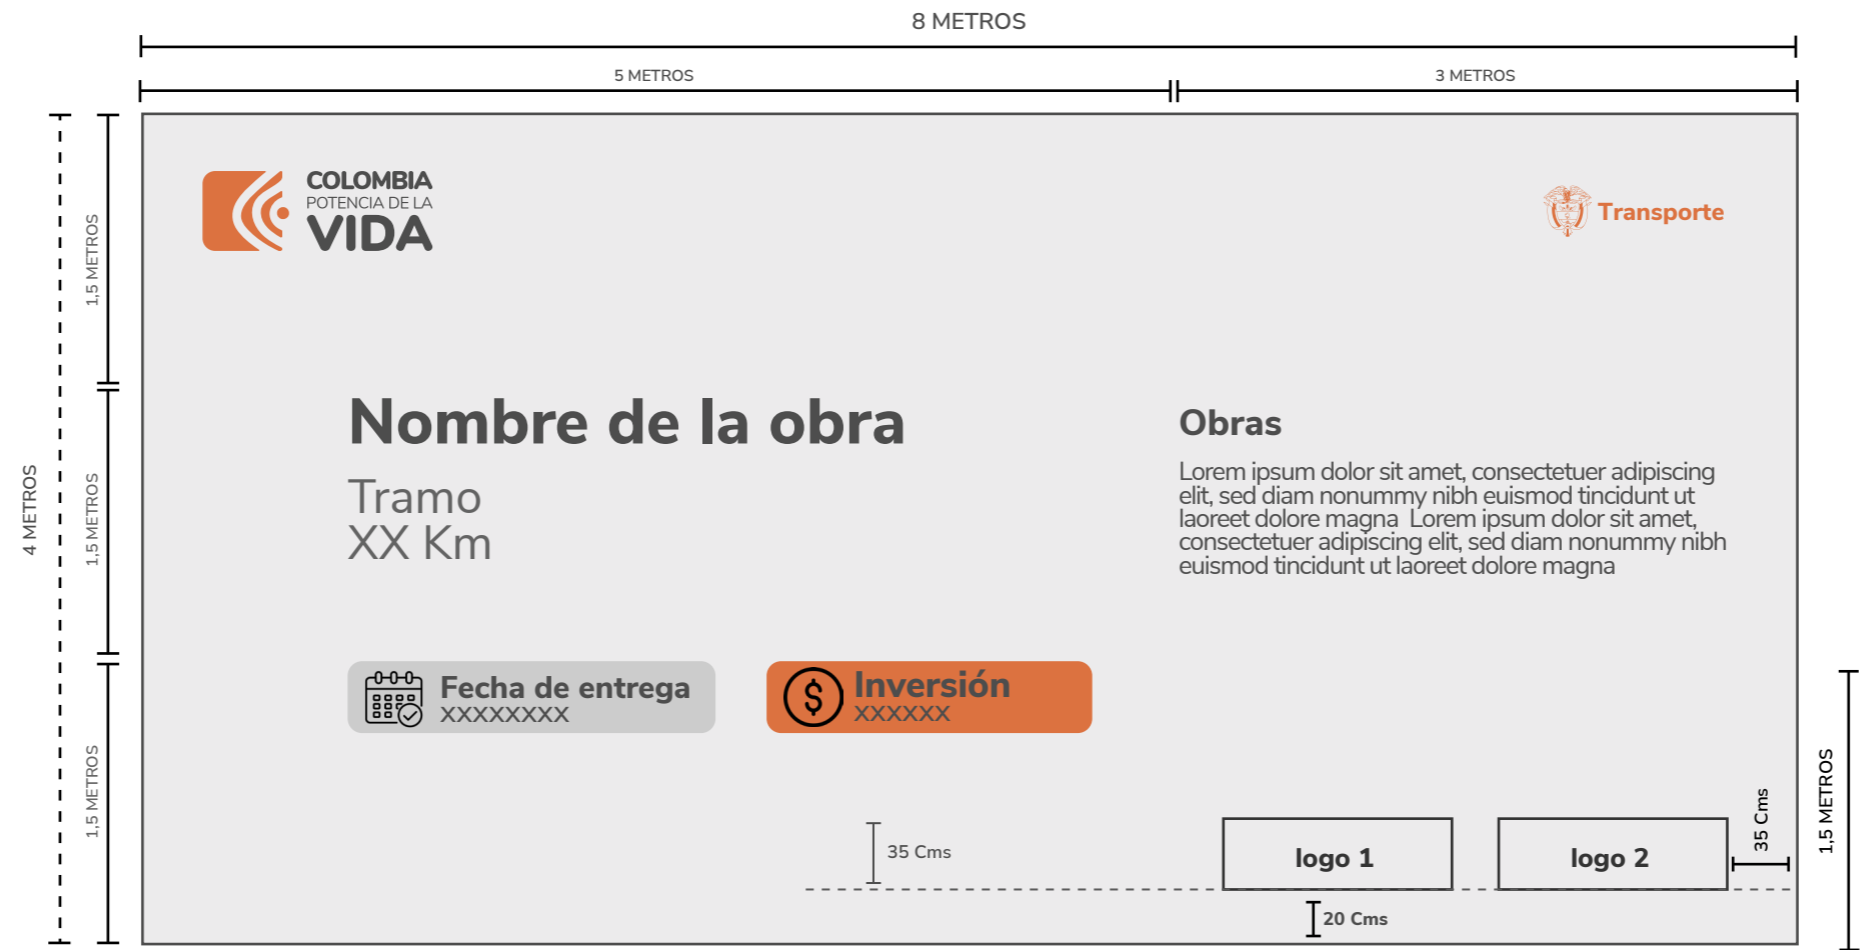 8 METROS
5 METROS
3 METROS
4 METROS
1,5 METROS
1,5 METROS
1,5 METROS
COLOMBIA
POTENCIA DE LA
VIDA
Transporte
Nombre de la obra
Tramo
XX Km
Obras
Lorem ipsum dolor sit amet, consectetuer adipiscing
elit, sed diam nonummy nibh euismod tincidunt ut
laoreet dolore magna  Lorem ipsum dolor sit amet,
consectetuer adipiscing elit, sed diam nonummy nibh
euismod tincidunt ut laoreet dolore magna
Fecha de entrega
XXXXXXXX
$
Inversión
XXXXXX
35 Cms
logo 1
logo 2
35 Cms
1,5 METROS
20 Cms